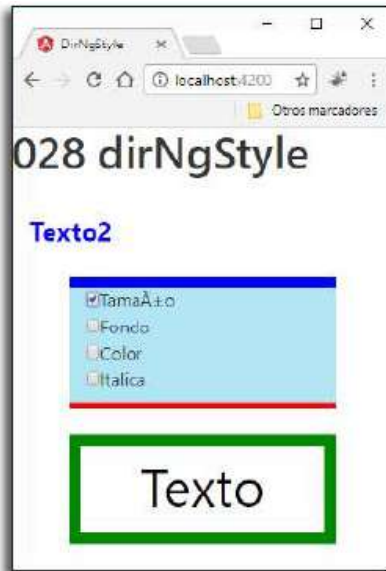 DirNgStyle
localhost:4200
Otros marcadores
028 dirNgStyle
Texto2
TamaÃ±o
Fondo
Color
Italica
Texto